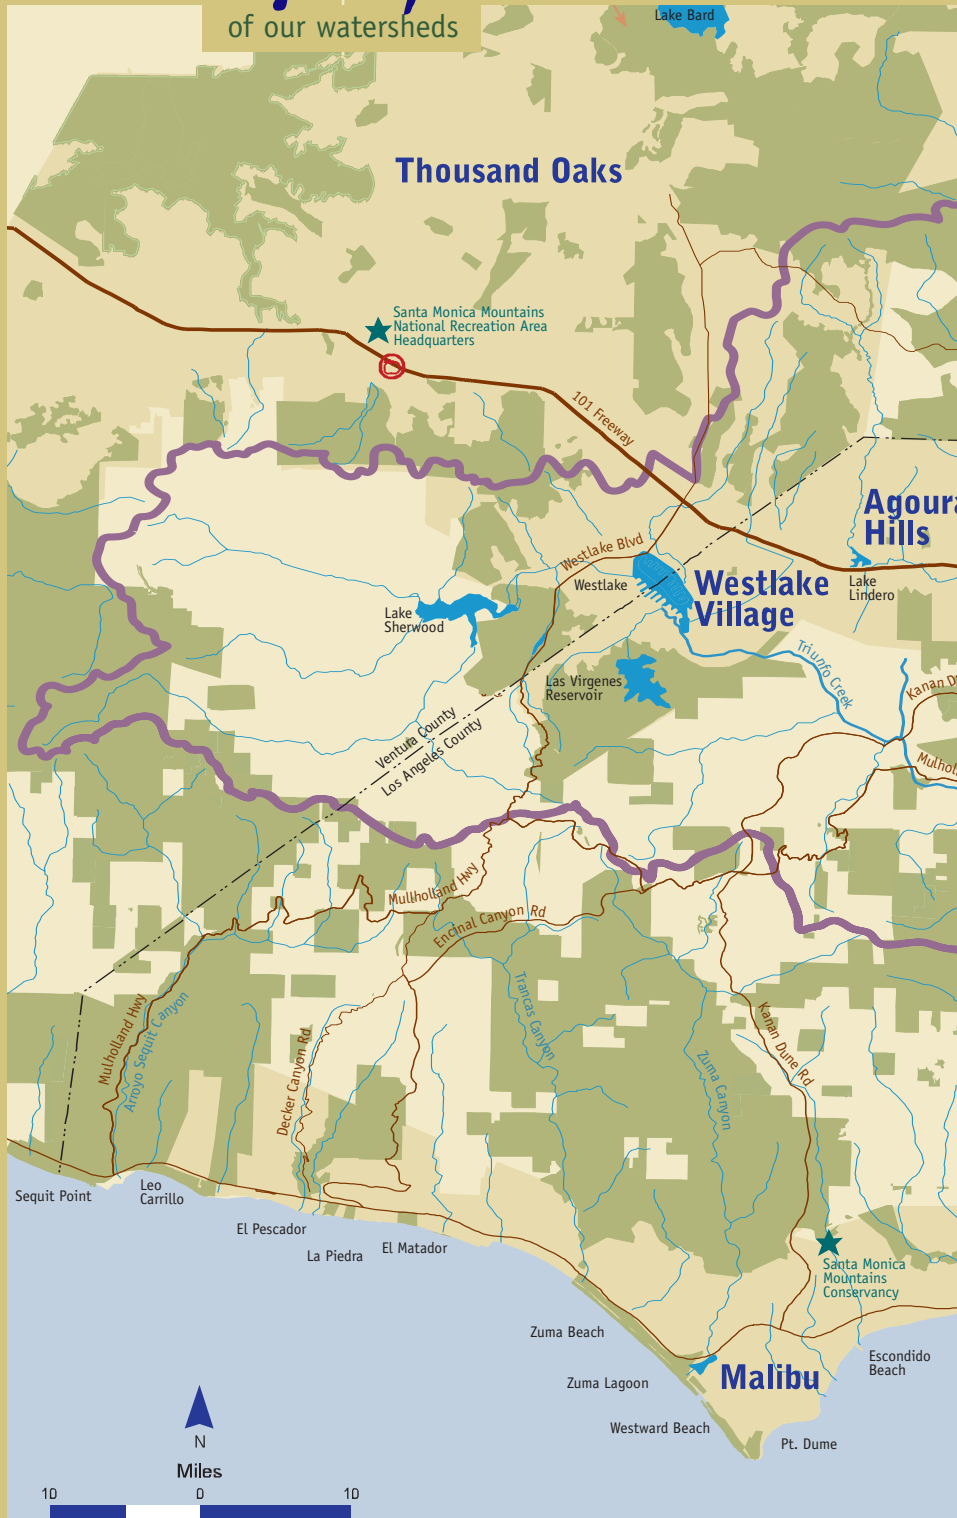 of our watersheds
Lake Bard
Thousand Oaks
Santa Monica Mountains
National Recreation Area
Headquarters
101 Freeway
Agoura
Hills
Westlake Blvd
Westlake
Westlake
Village
Lake
Lindero
Lake
Sherwood
Triunfo Creek
Las Virgenes
Reservoir
Kanan D
Ventura County
Los Angeles County
Mulhol
Mullholland Hwy
Encinal Canyon Rd
Trancas Canyon
Mulholland Hwy
Arroyo Sequit Canyon
Decker Canyon Rd
Kanan Dune Rd
Zuma Canyon
Sequit Point
Leo
Carrillo
El Pescador
La Piedra
El Matador
Santa Monica
Mountains
Conservancy
Zuma Beach
Escondido
Beach
Zuma Lagoon
Malibu
Westward Beach
Pt. Dume
N
Miles
10 0 10